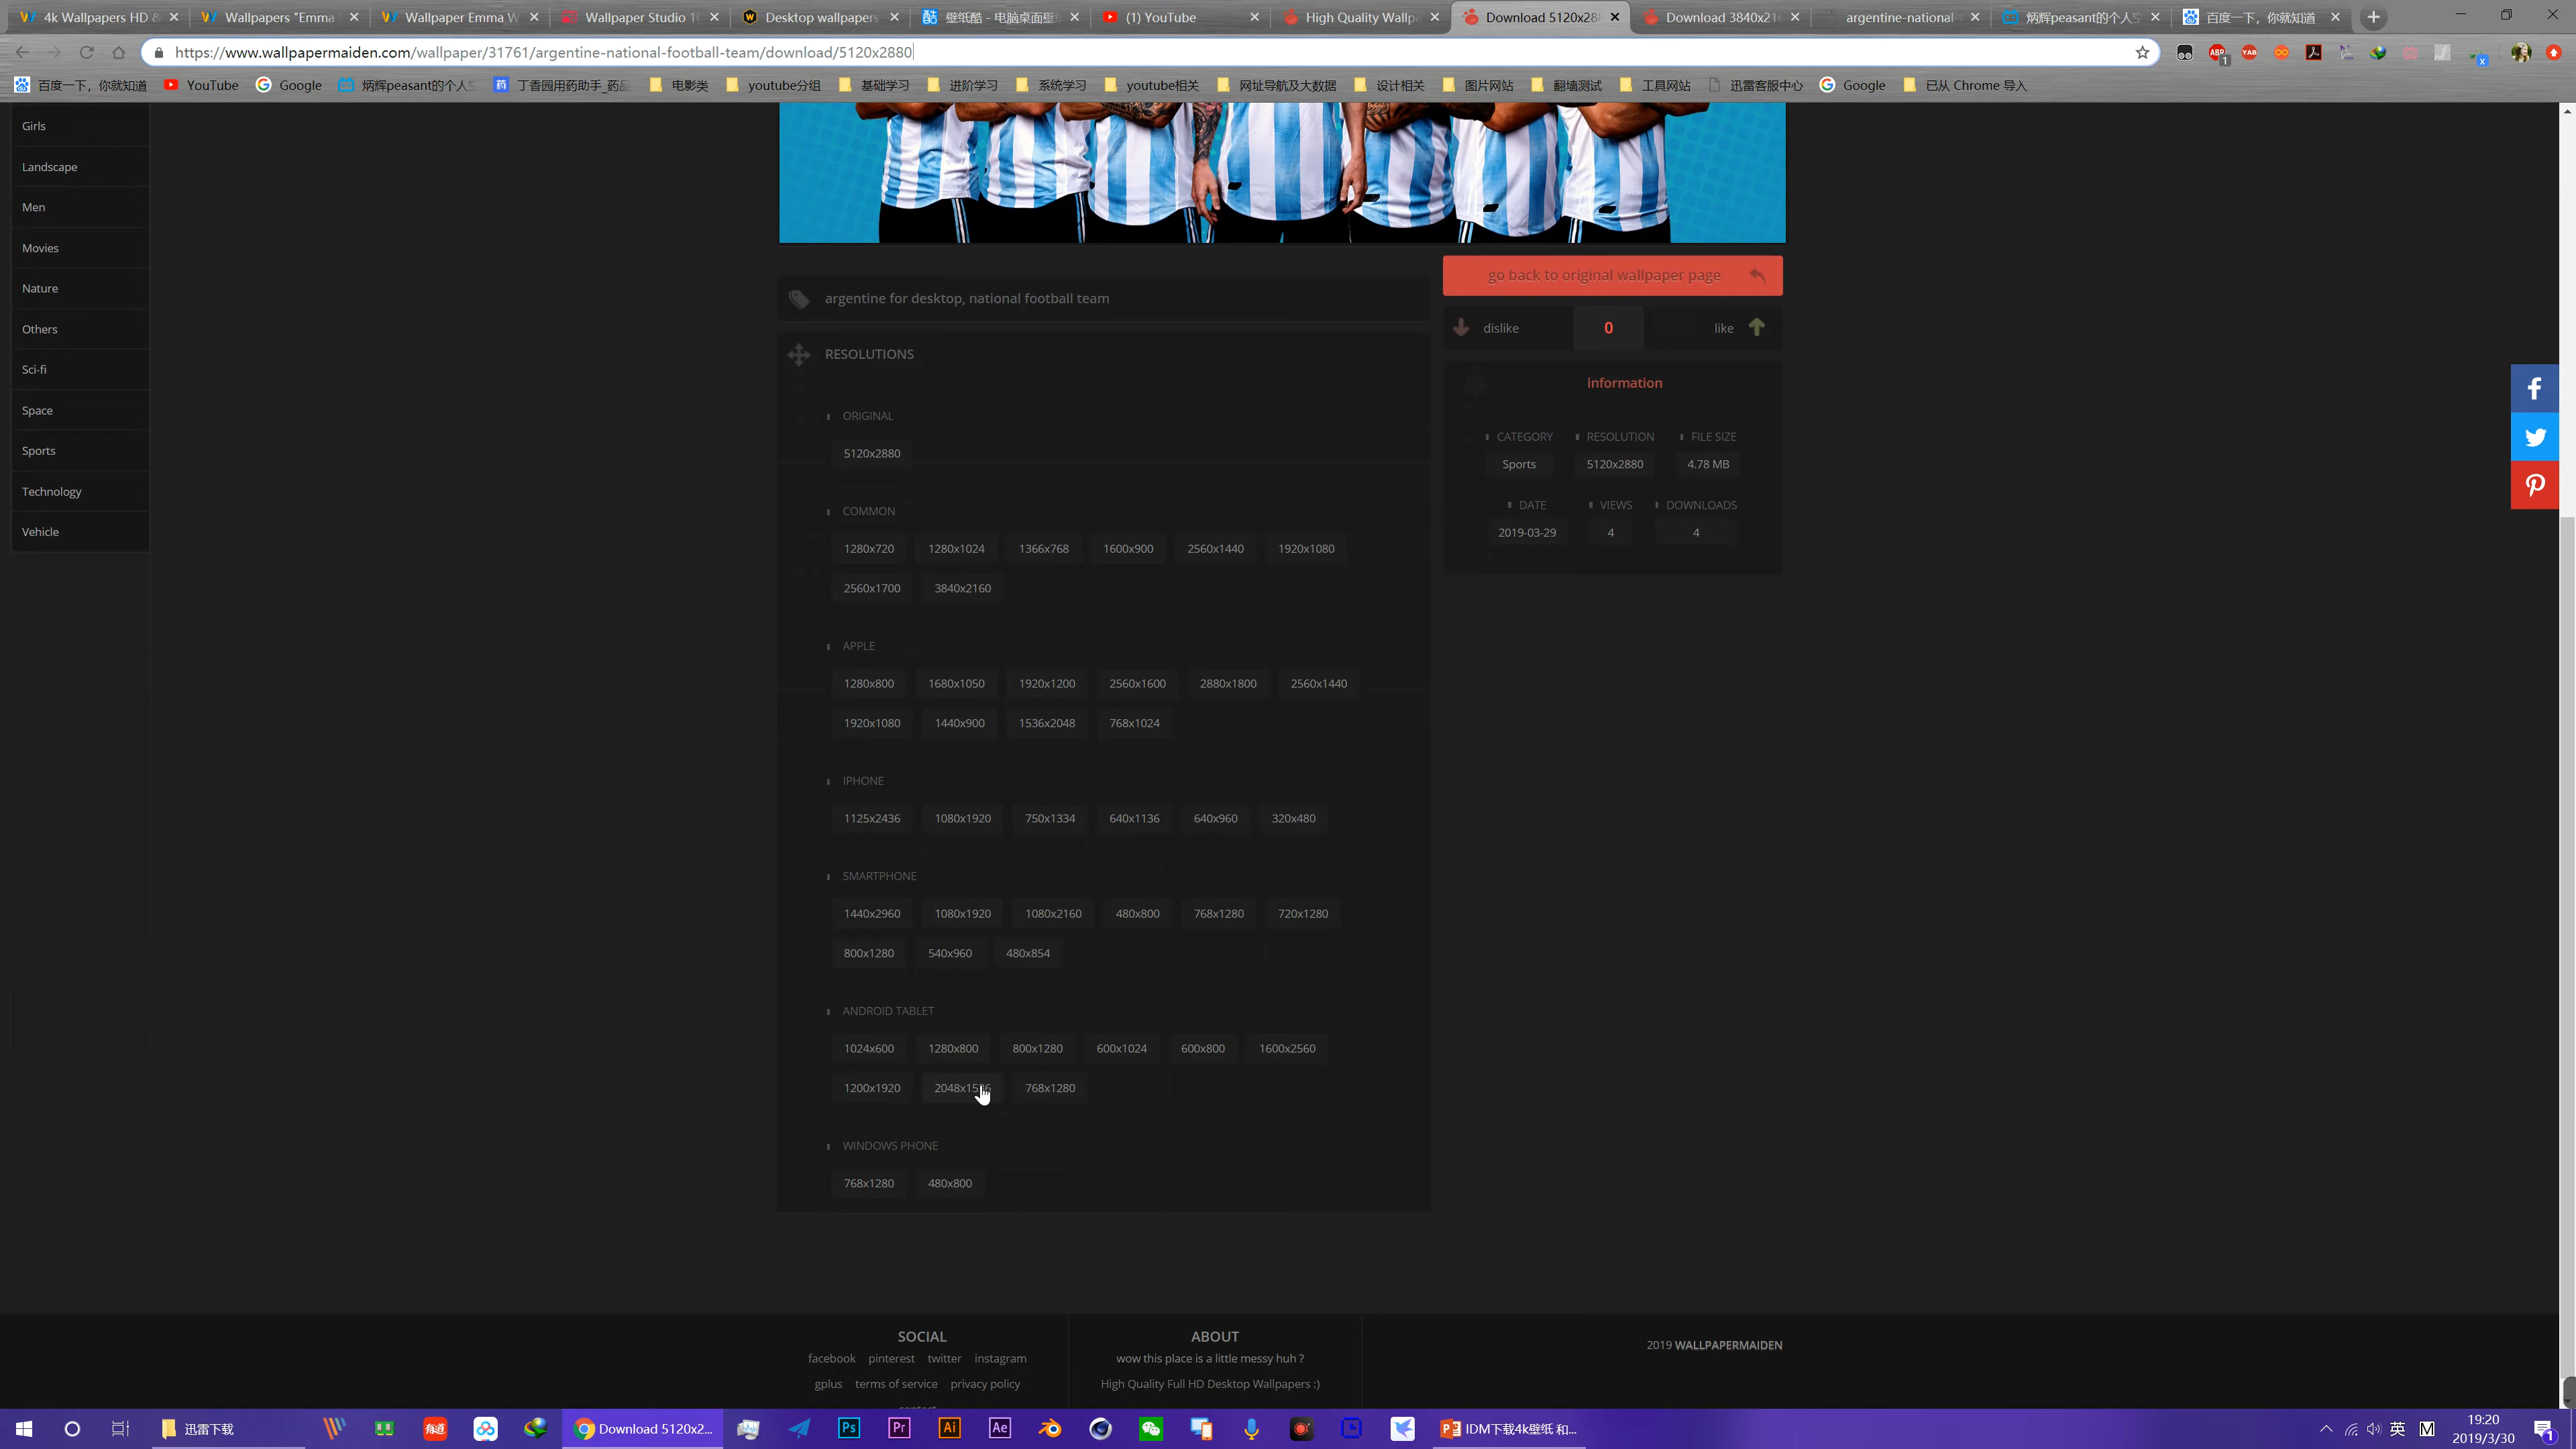 4k Wallpapers HD &
Wallpapers "Emma
Wallpaper Emma W
Wallpaper Studio 1
Desktop wallpapers
壁纸酷 - 电脑桌面壁
(1) YouTube
High Quality Wallp
Download 5120x28
Download 3840x21
argentine-national-
炳辉peasant的个人空
百度一下，你就知道
https://www.wallpapermaiden.com/wallpaper/31761/argentine-national-football-team/download/5120x2880
百度一下，你就知道 YouTube Google 炳辉peasant的个人空 丁香园用药助手_药品 电影类 youtube分组 基础学习 进阶学习 系统学习 youtube相关 网址导航及大数据 设计相关 图片网站 翻墙测试 工具网站 迅雷客服中心 Google 已从 Chrome 导入
Girls
Landscape
Men
Movies
Nature
Others
Sci-fi
Space
Sports
Technology
Vehicle
argentine for desktop, national football team
RESOLUTIONS
ORIGINAL
5120x2880
COMMON
1280x720 1280x1024 1366x768 1600x900 2560x1440 1920x1080
2560x1700 3840x2160
APPLE
1280x800 1680x1050 1920x1200 2560x1600 2880x1800 2560x1440
1920x1080 1440x900 1536x2048 768x1024
IPHONE
1125x2436 1080x1920 750x1334 640x1136 640x960 320x480
SMARTPHONE
1440x2960 1080x1920 1080x2160 480x800 768x1280 720x1280
800x1280 540x960 480x854
ANDROID TABLET
1024x600 1280x800 800x1280 600x1024 600x800 1600x2560
1200x1920 2048x1536 768x1280
WINDOWS PHONE
768x1280 480x800
go back to original wallpaper page
dislike 0 like
information
CATEGORY RESOLUTION FILE SIZE
Sports 5120x2880 4.78 MB
DATE VIEWS DOWNLOADS
2019-03-29 4 4
SOCIAL
facebook pinterest twitter instagram
gplus terms of service privacy policy
ABOUT
wow this place is a little messy huh ?
High Quality Full HD Desktop Wallpapers :)
2019 WALLPAPERMAIDEN
迅雷下载
有道
Download 5120x2...
Ps Pr Ai Ae
IDM下载4k壁纸 和...
英 M
19:20
2019/3/30
1